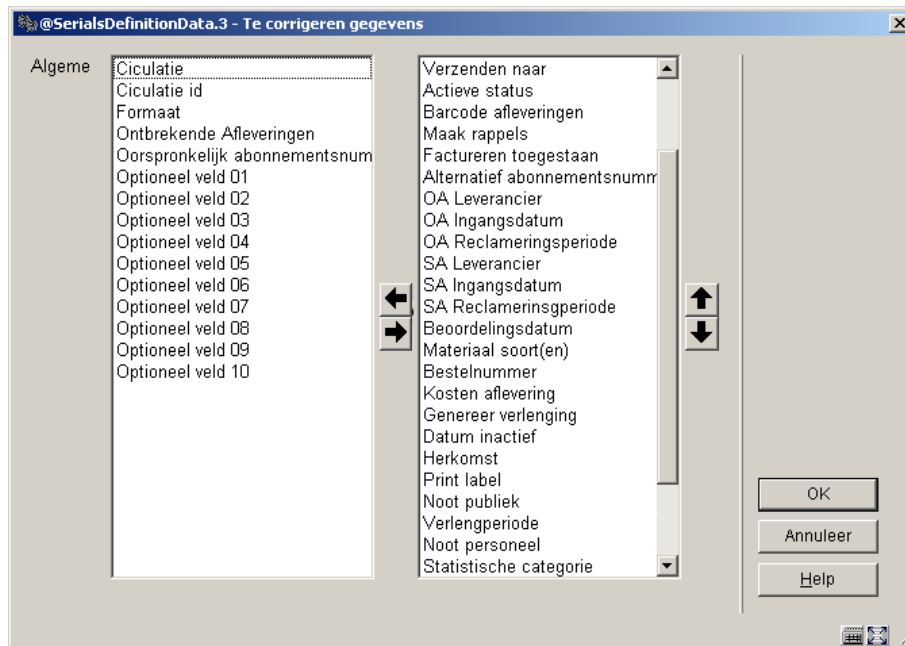 @SerialsDefinitionData.3 - Te corrigeren gegevens
Algeme
Ciculatie
Ciculatie id
Formaat
Ontbrekende Afleveringen
Oorspronkelijk abonnementsnum
Optioneel veld 01
Optioneel veld 02
Optioneel veld 03
Optioneel veld 04
Optioneel veld 05
Optioneel veld 06
Optioneel veld 07
Optioneel veld 08
Optioneel veld 09
Optioneel veld 10
Verzenden naar
Actieve status
Barcode afleveringen
Maak rappels
Factureren toegestaan
Alternatief abonnementsnumm
OA Leverancier
OA Ingangsdatum
OA Reclameringsperiode
SA Leverancier
SA Ingangsdatum
SA Reclamerinsgperiode
Beoordelingsdatum
Materiaal soort(en)
Bestelnummer
Kosten aflevering
Genereer verlenging
Datum inactief
Herkomst
Print label
Noot publiek
Verlengperiode
Noot personeel
Statistische categorie
OK
Annuleer
Help